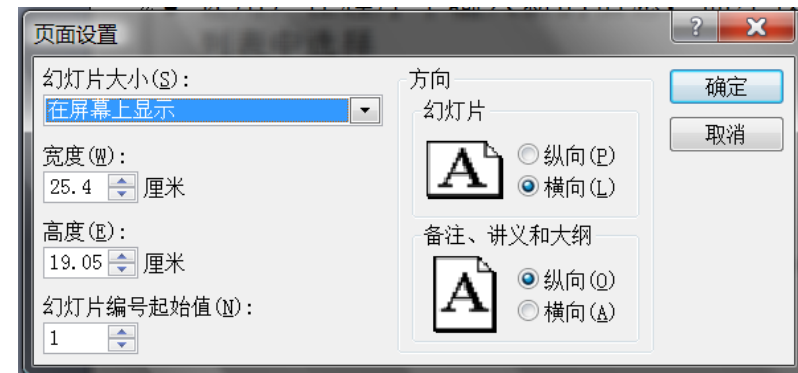 页面设置
幻灯片大小(S):
在屏幕上显示
宽度(W):
25.4 厘米
高度(E):
19.05 厘米
幻灯片编号起始值(N):
1
方向
幻灯片
A
纵向(P)
横向(L)
备注、讲义和大纲
A
纵向(O)
横向(A)
确定
取消